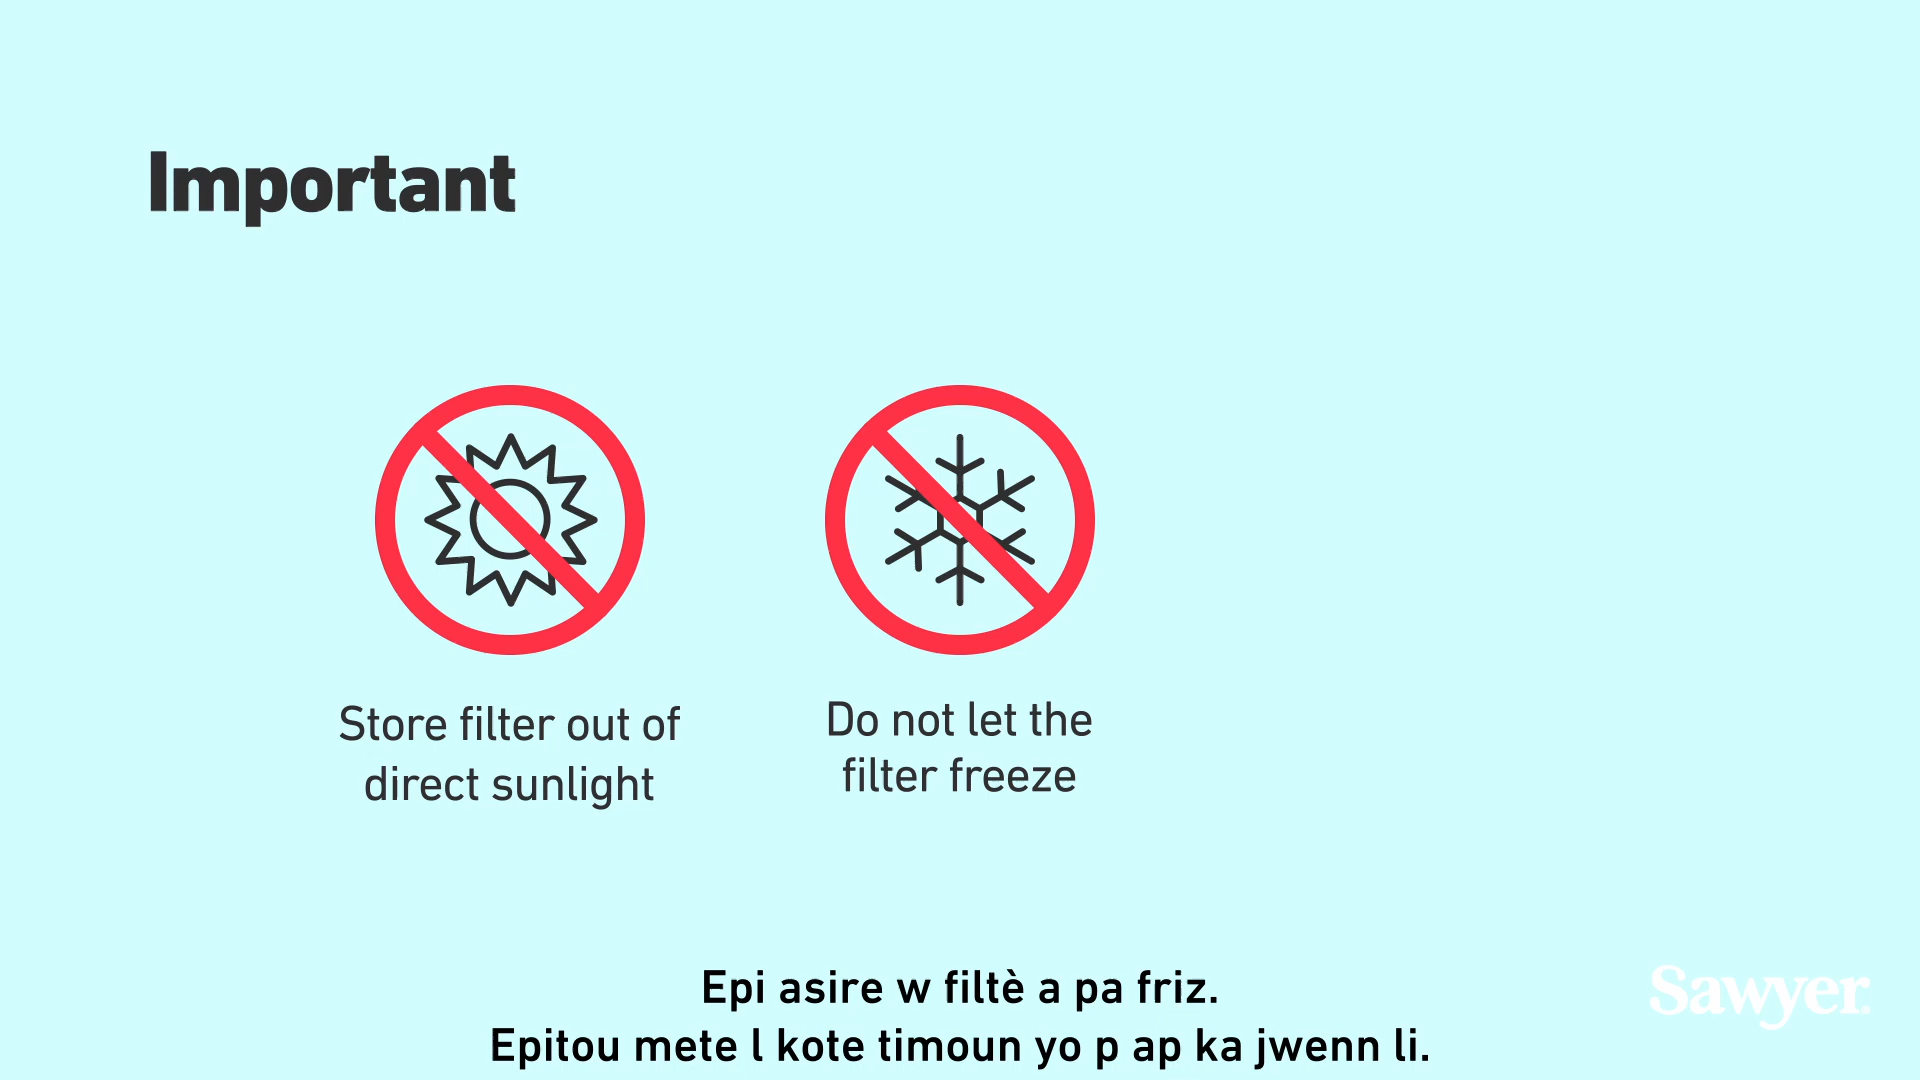 Important
Store filter out of
direct sunlight
Do not let the
filter freeze
Epi asire w filtè a pa friz.
Epitou mete l kote timoun yo p ap ka jwenn li.
Sawyer